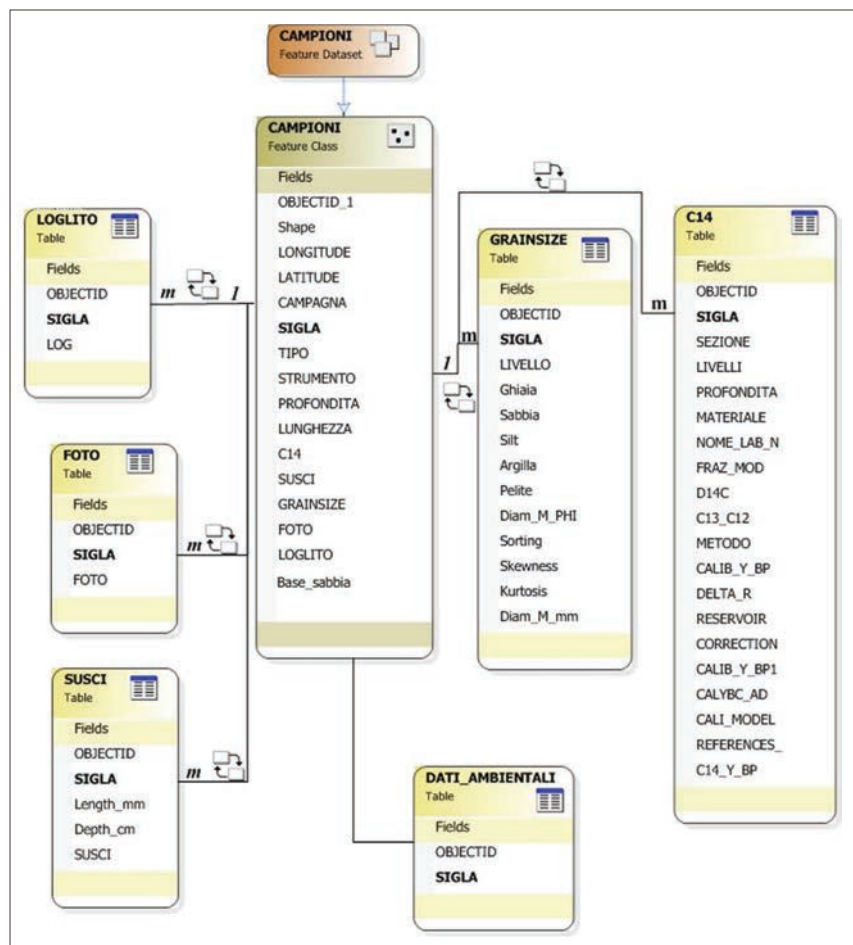 CAMPIONI
Feature Dataset
CAMPIONI
Feature Class
Fields
OBJECTID_1
Shape
LONGITUDE
LATITUDE
CAMPAGNA
SIGLA
TIPO
STRUMENTO
PROFONDITA
LUNGHEZZA
C14
SUSCI
GRAINSIZE
FOTO
LOGLITO
Base_sabbia
LOGLITO
Table
Fields
OBJECTID
SIGLA
LOG
m 1
FOTO
Table
Fields
OBJECTID
SIGLA
FOTO
m
SUSCI
Table
Fields
OBJECTID
SIGLA
Length_mm
Depth_cm
SUSCI
m
1
m
GRAINSIZE
Table
Fields
OBJECTID
SIGLA
LIVELLO
Ghiaia
Sabbia
Silt
Argilla
Pelite
Diam_M_PHI
Sorting
Skewness
Kurtosis
Diam_M_mm
m
C14
Table
Fields
OBJECTID
SIGLA
SEZIONE
LIVELLI
PROFONDITA
MATERIALE
NOME_LAB_N
FRAZ_MOD
D14C
C13_C12
METODO
CALIB_Y_BP
DELTA_R
RESERVOIR
CORRECTION
CALIB_Y_BP1
CALYBC_AD
CALI_MODEL
REFERENCES_
C14_Y_BP
DATI_AMBIENTALI
Table
Fields
OBJECTID
SIGLA